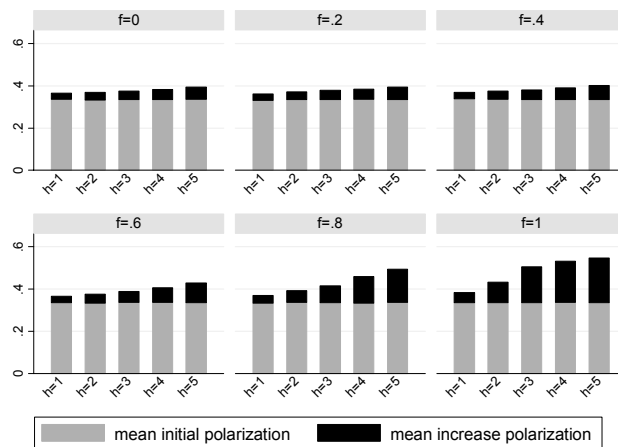 f=0 f=.2 f=.4
.6
.4
.2
0
h=1 h=2 h=3 h=4 h=5 h=1 h=2 h=3 h=4 h=5 h=1 h=2 h=3 h=4 h=5
f=.6 f=.8 f=1
.6
.4
.2
0
h=1 h=2 h=3 h=4 h=5 h=1 h=2 h=3 h=4 h=5 h=1 h=2 h=3 h=4 h=5
mean initial polarization mean increase polarization